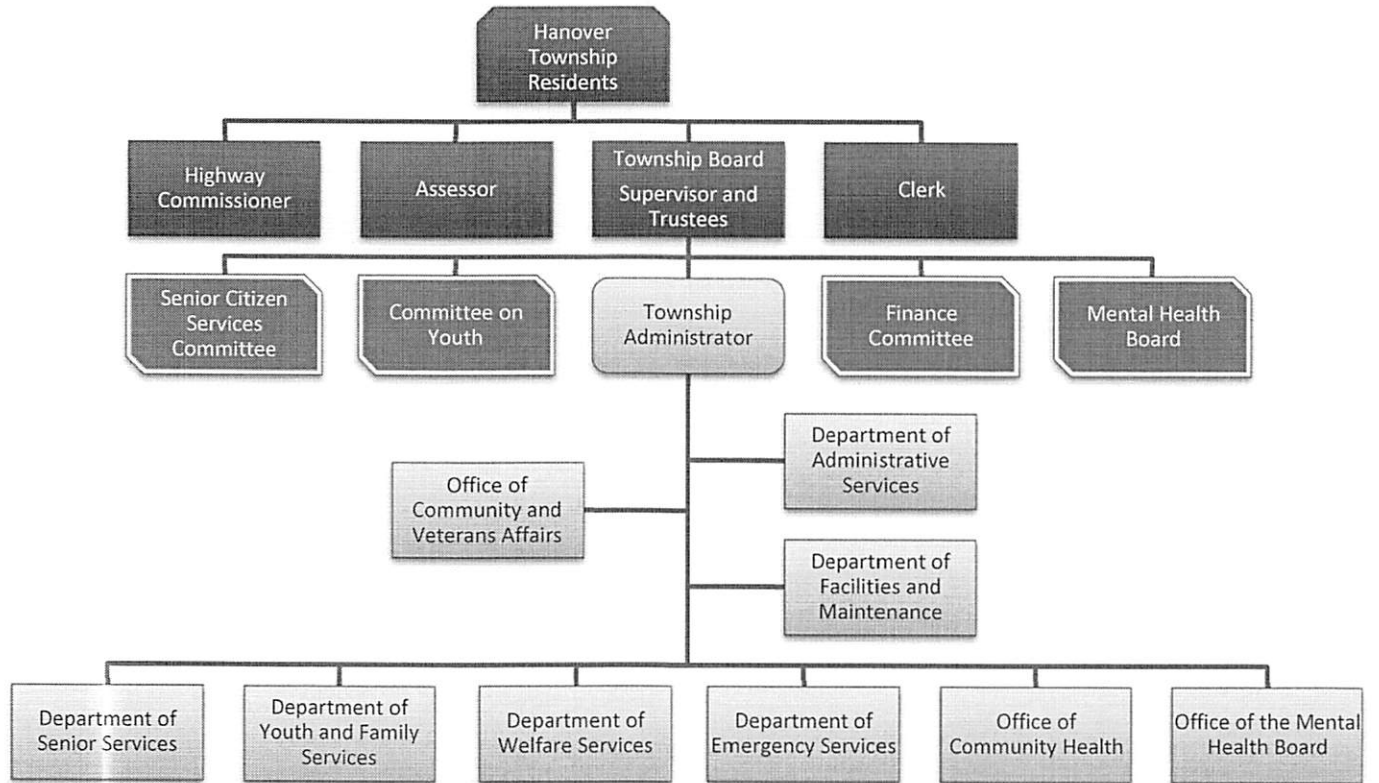 Hanover
Township
Residents
Highway
Commissioner
Assessor
Township Board
Supervisor and
Trustees
Clerk
Senior Citizen
Services
Committee
Committee on
Youth
Township
Administrator
Finance
Committee
Mental Health
Board
Department of
Administrative
Services
Office of
Community and
Veterans Affairs
Department of
Facilities and
Maintenance
Department of
Senior Services
Department of
Youth and Family
Services
Department of
Welfare Services
Department of
Emergency Services
Office of
Community Health
Office of the Mental
Health Board